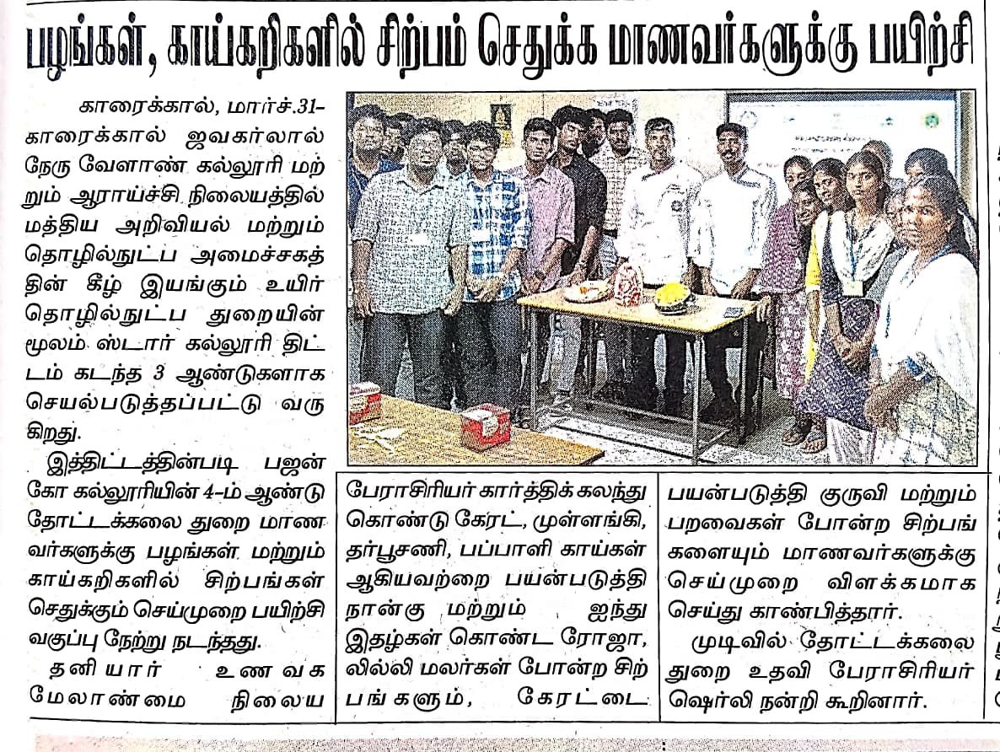 பழங்கள், காய்கறிகளில் சிற்பம் செதுக்க மாணவர்களுக்கு பயிற்சி
காரைக்கால், மார்ச்.31-
காரைக்கால் ஜவகர்லால்
நேரு வேளாண் கல்லூரி மற்
றும் ஆராய்ச்சி நிலையத்தில்
மத்திய அறிவியல் மற்றும்
தொழில்நுட்ப அமைச்சகத்
தின் கீழ் இயங்கும் உயிர்
தொழில்நுட்ப துறையின்
மூலம் ஸ்டார் கல்லூரி திட்
டம் கடந்த 3 ஆண்டுகளாக
செயல்படுத்தப்பட்டு வரு
கிறது.
இத்திட்டத்தின்படி பஜன்
கோ கல்லூரியின் 4-ம் ஆண்டு
தோட்டக்கலை துறை மாண
வர்களுக்கு பழங்கள் மற்றும்
காய்கறிகளில் சிற்பங்கள்
செதுக்கும் செய்முறை பயிற்சி
வகுப்பு நேற்று நடந்தது.
தனியார் உணவக
மேலாண்மை நிலைய
பேராசிரியர் கார்த்திக் கலந்து
கொண்டு கேரட், முள்ளங்கி,
தர்பூசணி, பப்பாளி காய்கள்
ஆகியவற்றை பயன்படுத்தி
நான்கு மற்றும் ஐந்து
இதழ்கள் கொண்ட ரோஜா,
லில்லி மலர்கள் போன்ற சிற்
பங்களும், கேரட்டை
பயன்படுத்தி குருவி மற்றும்
பறவைகள் போன்ற சிற்பங்
களையும் மாணவர்களுக்கு
செய்முறை விளக்கமாக
செய்து காண்பித்தார்.
முடிவில் தோட்டக்கலை
துறை உதவி பேராசிரியர்
ஷெர்லி நன்றி கூறினார்.